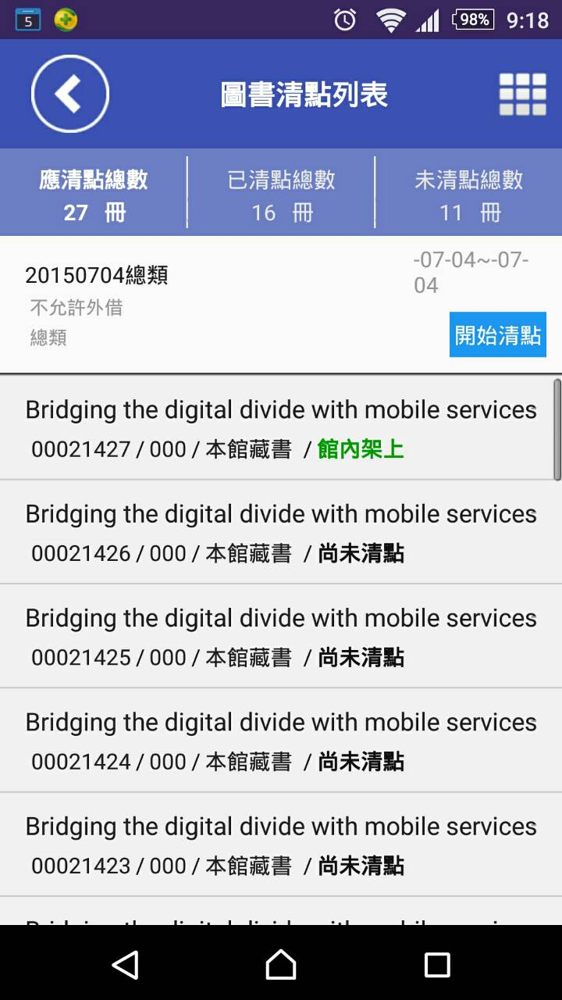 5
98%
9:18
圖書清點列表
應清點總數
27 冊
已清點總數
16 冊
未清點總數
11 冊
20150704總類
-07-04~-07-
04
不允許外借
總類
開始清點
Bridging the digital divide with mobile services
00021427 / 000 / 本館藏書 / 館內架上
Bridging the digital divide with mobile services
00021426 / 000 / 本館藏書 / 尚未清點
Bridging the digital divide with mobile services
00021425 / 000 / 本館藏書 / 尚未清點
Bridging the digital divide with mobile services
00021424 / 000 / 本館藏書 / 尚未清點
Bridging the digital divide with mobile services
00021423 / 000 / 本館藏書 / 尚未清點